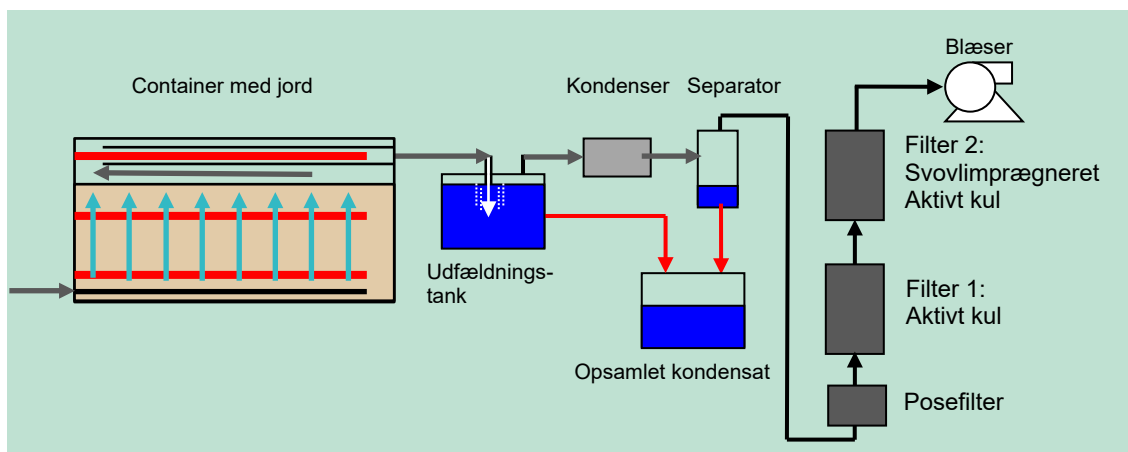 Blæser
Container med jord
Kondenser
Separator
Filter 2:
Svovlimprægneret
Aktivt kul
Udfældnings-
tank
Filter 1:
Aktivt kul
Opsamlet kondensat
Posefilter